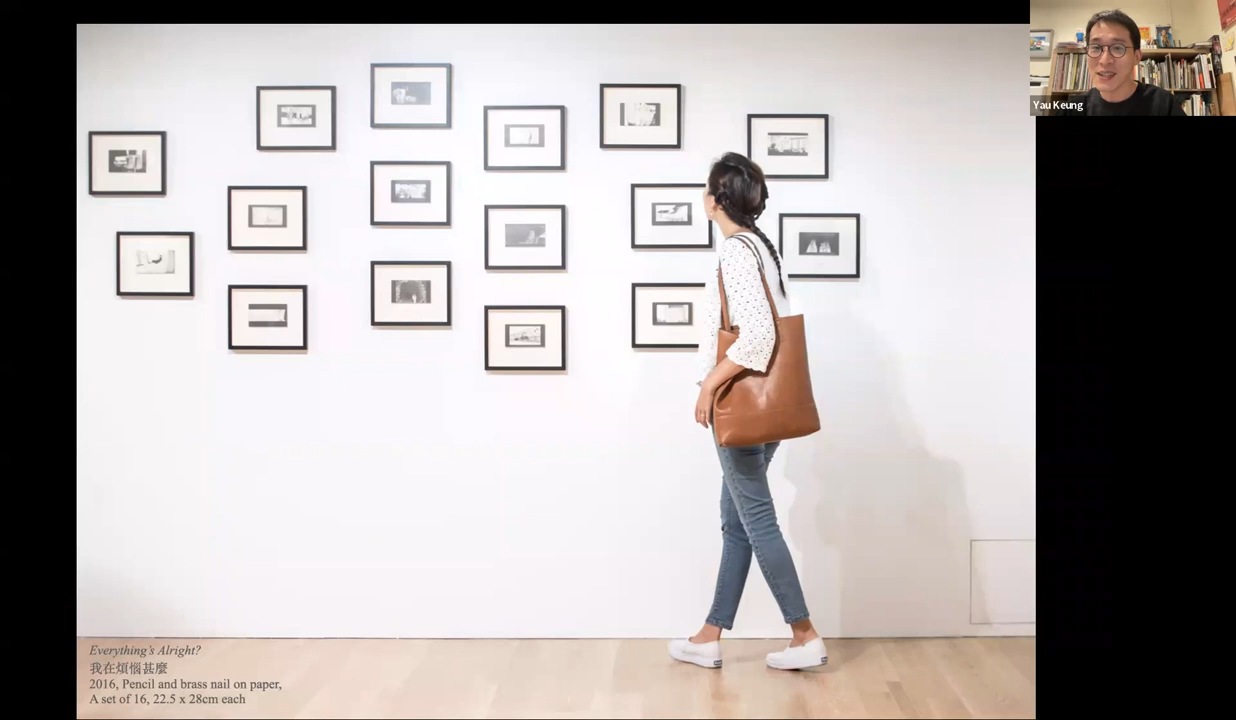 Yau Keung
Everything's Alright?
我在煩惱甚麼
2016, Pencil and brass nail on paper,
A set of 16, 22.5 x 28cm each